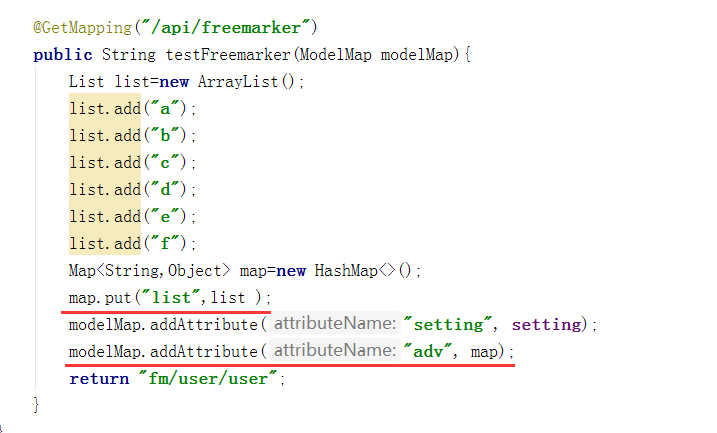 @GetMapping("/api/freemarker")
public String testFreemarker(ModelMap modelMap){
List list=new ArrayList();
list.add("a");
list.add("b");
list.add("c");
list.add("d");
list.add("e");
list.add("f");
Map<String,Object> map=new HashMap<>();
map.put("list",list );
modelMap.addAttribute( attributeName: "setting", setting);
modelMap.addAttribute( attributeName: "adv", map);
return "fm/user/user";
}